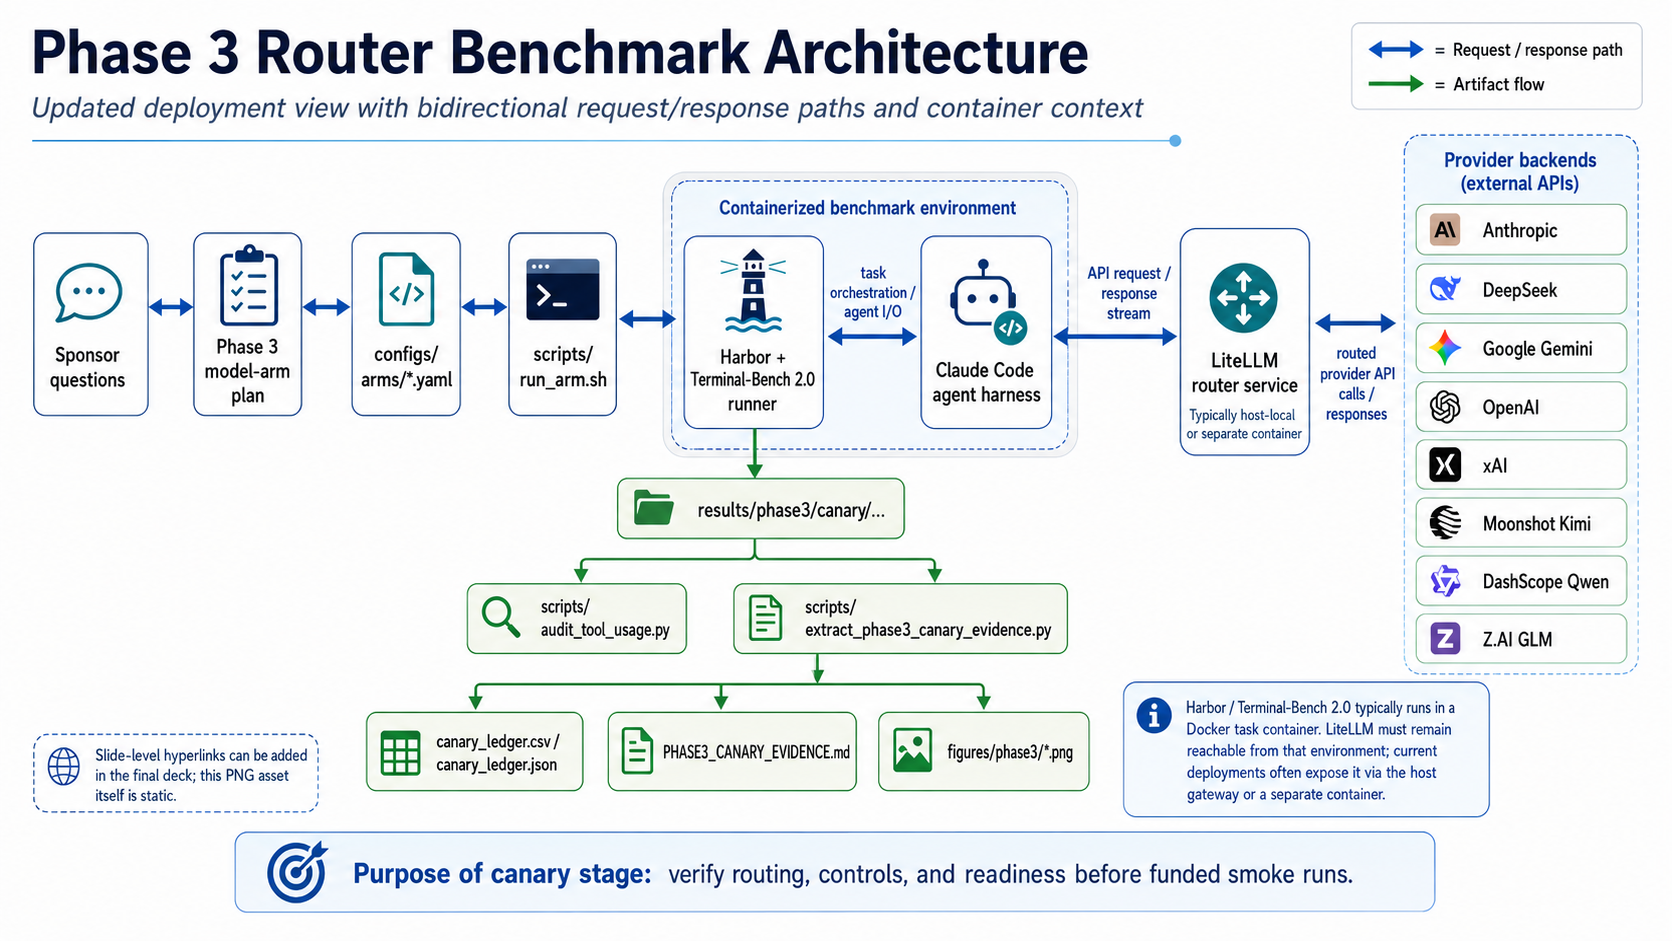 Phase 3 Router Benchmark Architecture
Updated deployment view with bidirectional request/response paths and container context
= Request / response path
= Artifact flow
Sponsor
questions
Phase 3
model-arm
plan
</>
configs/
arms/*.yaml
>_
scripts/
run_arm.sh
Containerized benchmark environment
Harbor +
Terminal-Bench 2.0
runner
task
orchestration /
agent I/O
</>
Claude Code
agent harness
API request /
response
stream
LiteLLM
router service
Typically host-local
or separate container
routed
provider API
calls /
responses
Provider backends
(external APIs)
A\ Anthropic
DeepSeek
Google Gemini
OpenAI
xAI
Moonshot Kimi
DashScope Qwen
Z Z.AI GLM
results/phase3/canary/...
scripts/
audit_tool_usage.py
scripts/
extract_phase3_canary_evidence.py
canary_ledger.csv /
canary_ledger.json
PHASE3_CANARY_EVIDENCE.md
figures/phase3/*.png
Slide-level hyperlinks can be added
in the final deck; this PNG asset
itself is static.
i
Harbor / Terminal-Bench 2.0 typically runs in a
Docker task container. LiteLLM must remain
reachable from that environment; current
deployments often expose it via the host
gateway or a separate container.
Purpose of canary stage: verify routing, controls, and readiness before funded smoke runs.